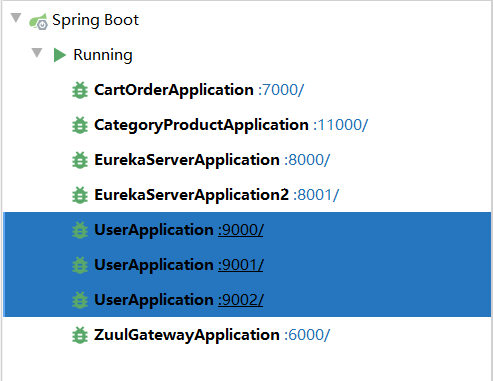 Spring Boot
Running
CartOrderApplication :7000/
CategoryProductApplication :11000/
EurekaServerApplication :8000/
EurekaServerApplication2 :8001/
UserApplication :9000/
UserApplication :9001/
UserApplication :9002/
ZuulGatewayApplication :6000/